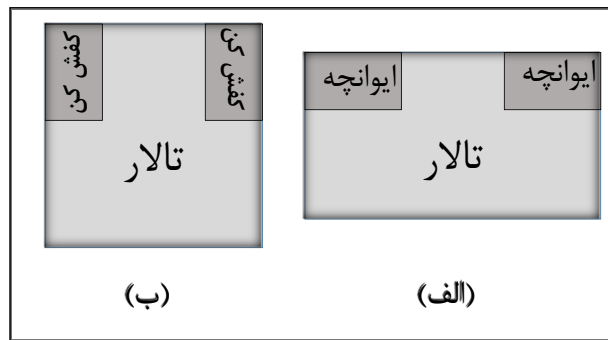 ایوانچه
ایوانچه
تالار
(الف)
کفش کن
کفش کن
تالار
(ب)